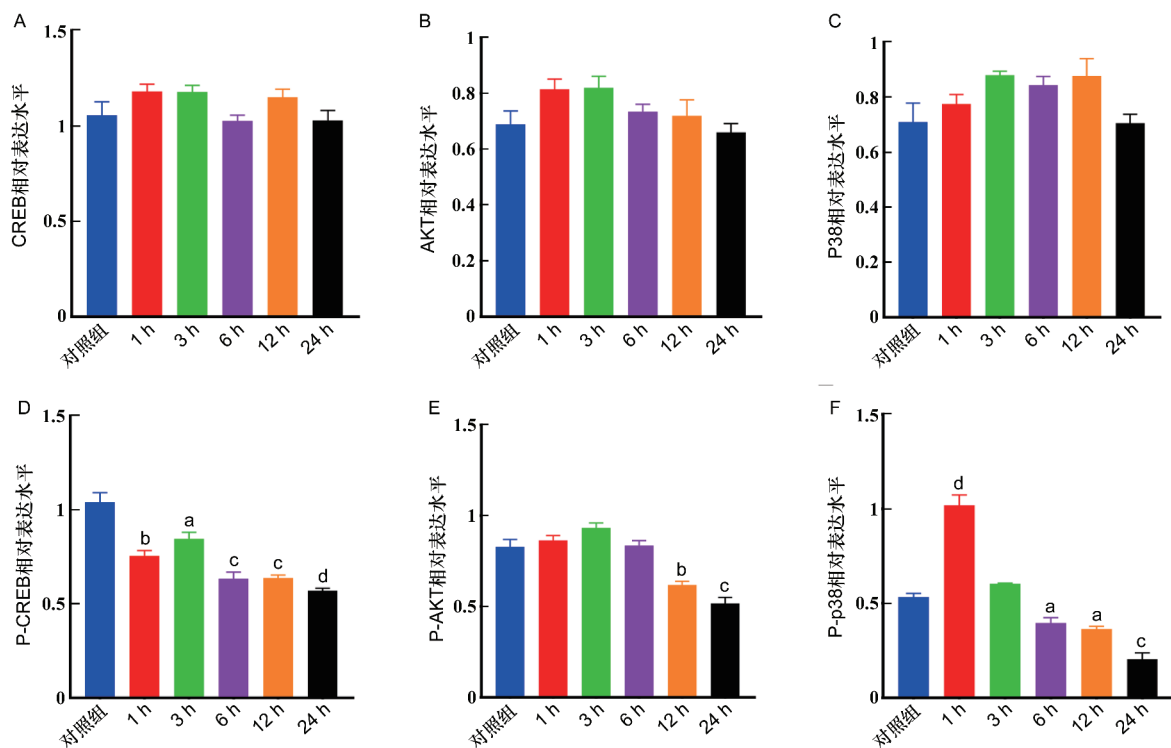 A
CREB相对表达水平
1.5
1
0.5
0
对照组
1 h
3 h
6 h
12 h
24 h
B
AKT相对表达水平
1
0.8
0.6
0.4
0.2
0
对照组
1 h
3 h
6 h
12 h
24 h
C
P38相对表达水平
1
0.8
0.6
0.4
0.2
0
对照组
1 h
3 h
6 h
12 h
24 h
D
P-CREB相对表达水平
1.5
1
0.5
0
b
a
c
c
d
对照组
1 h
3 h
6 h
12 h
24 h
E
P-AKT相对表达水平
1.5
1
0.5
0
b
c
对照组
1 h
3 h
6 h
12 h
24 h
F
P-p38相对表达水平
1.5
1
0.5
0
d
a
a
c
对照组
1 h
3 h
6 h
12 h
24 h